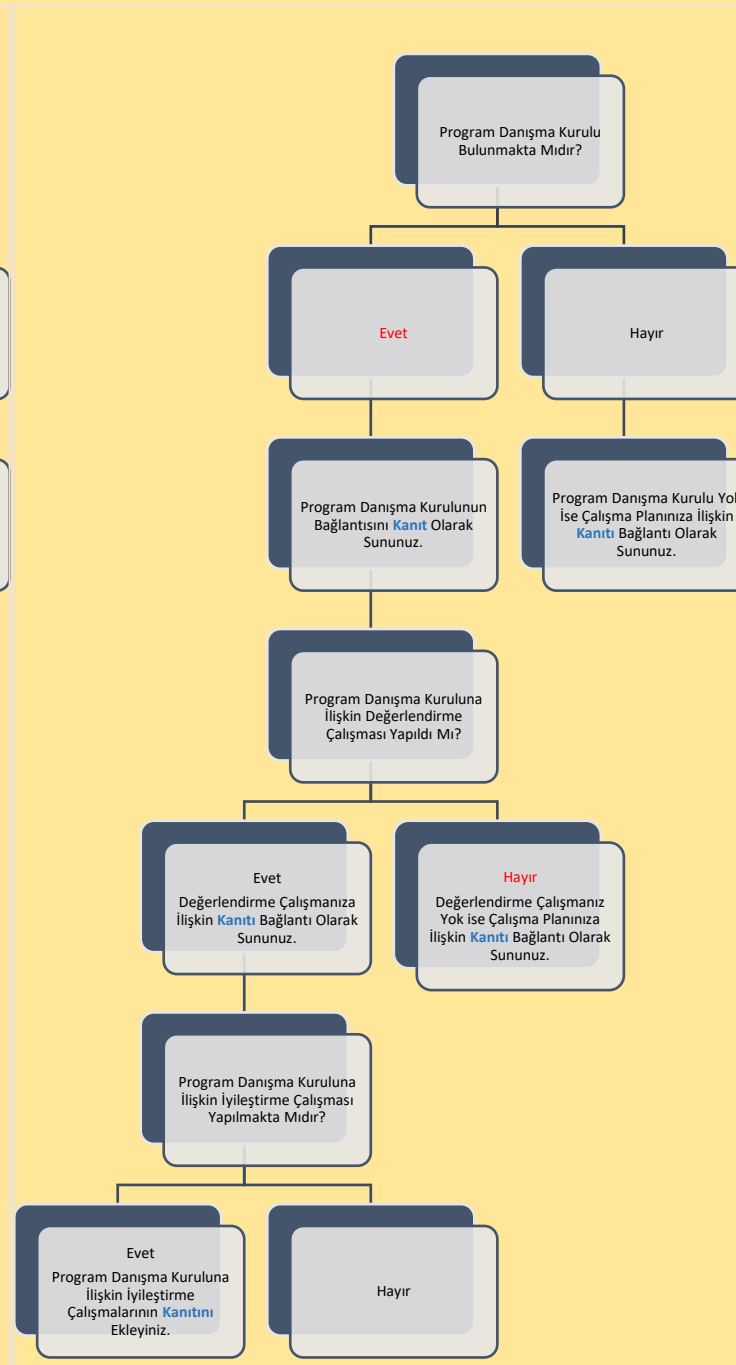 Program Danışma Kurulu
Bulunmakta Mıdır?
Evet
Hayır
Program Danışma Kurulunun
Bağlantısını Kanıt Olarak
Sununuz.
Program Danışma Kurulu Yok
İse Çalışma Planınıza İlişkin
Kanıtı Bağlantı Olarak
Sununuz.
Program Danışma Kuruluna
İlişkin Değerlendirme
Çalışması Yapıldı Mı?
Evet
Değerlendirme Çalışmanıza
İlişkin Kanıtı Bağlantı Olarak
Sununuz.
Hayır
Değerlendirme Çalışmanız
Yok ise Çalışma Planınıza
İlişkin Kanıtı Bağlantı Olarak
Sununuz.
Program Danışma Kuruluna
İlişkin İyileştirme Çalışması
Yapılmakta Mıdır?
Evet
Program Danışma Kuruluna
İlişkin İyileştirme
Çalışmalarının Kanıtını
Ekleyiniz.
Hayır